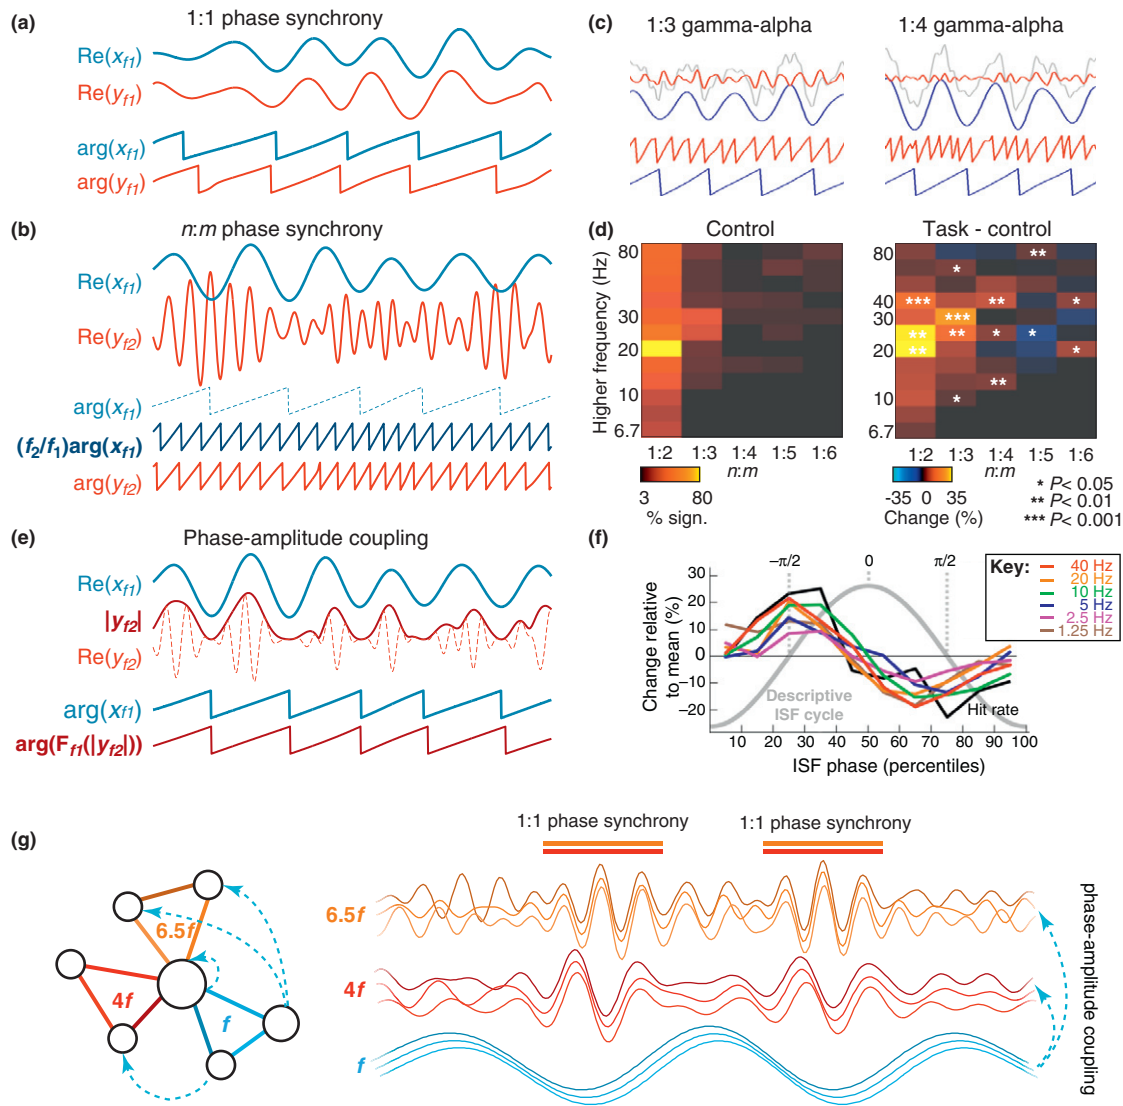 (a)
1:1 phase synchrony
Re(xf1)
Re(yf1)
arg(xf1)
arg(yf1)
(b)
n:m phase synchrony
Re(xf1)
Re(yf2)
arg(xf1)
(f2/f1)arg(xf1)
arg(yf2)
(c)
1:3 gamma-alpha
1:4 gamma-alpha
(d)
Control
Task - control
Higher frequency (Hz)
80
30
20
10
6.7
1:2 1:3 1:4 1:5 1:6
n:m
3 80
% sign.
80
40
30
20
10
6.7
**
*
*** ** *
***
** ** * *
** *
**
*
1:2 1:3 1:4 1:5 1:6
n:m
-35 0 35
Change (%)
* P< 0.05
** P< 0.01
*** P< 0.001
(e)
Phase-amplitude coupling
Re(xf1)
|yf2|
Re(yf2)
arg(xf1)
arg(Ff1(|yf2|))
(f)
−π/2 0 π/2
Key:
40 Hz
20 Hz
10 Hz
5 Hz
2.5 Hz
1.25 Hz
Change relative
to mean (%)
30
20
10
0
−10
−20
Descriptive
ISF cycle
Hit rate
10 20 30 40 50 60 70 80 90 100
ISF phase (percentiles)
(g)
1:1 phase synchrony
1:1 phase synchrony
6.5f
4f
f
6.5f
4f
f
phase-amplitude coupling